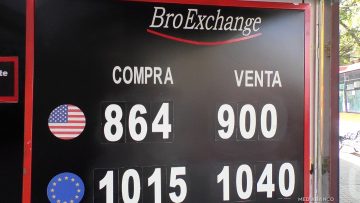 BroExchange
COMPRA VENTA
864 900
1015 1040